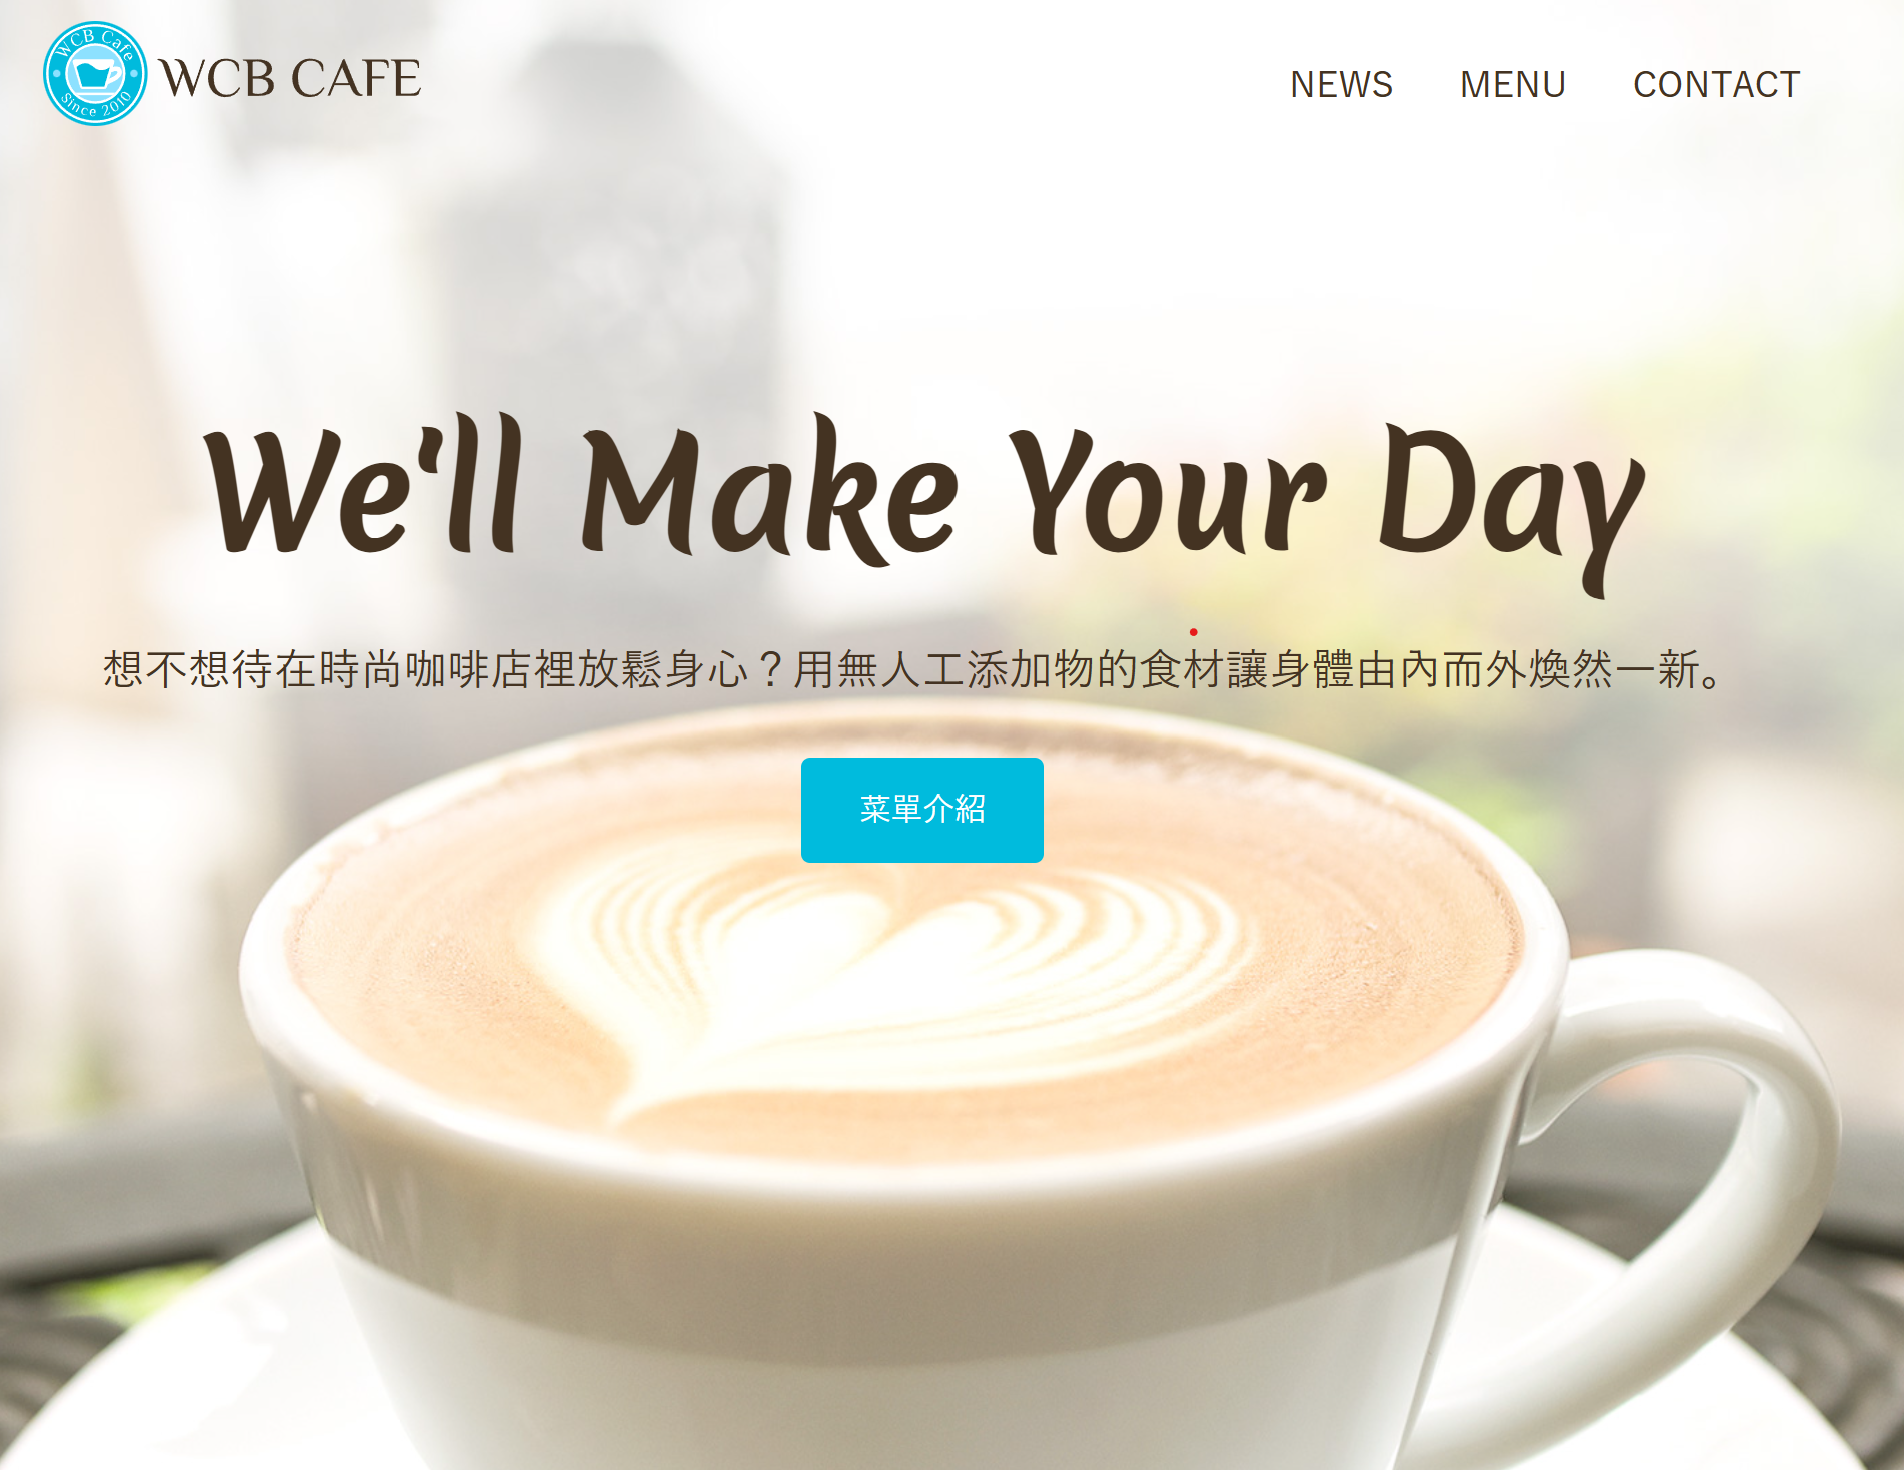 WCB Cafe
Since 2010
WCB CAFE
NEWS
MENU
CONTACT
We'll Make Your Day
想不想待在時尚咖啡店裡放鬆身心？用無人工添加物的食材讓身體由內而外煥然一新。
菜單介紹